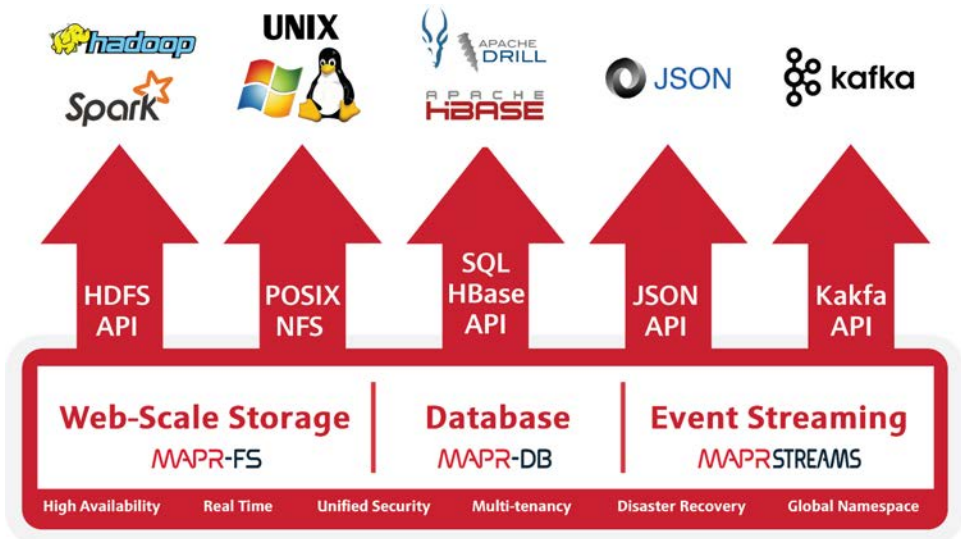 hadoop
Spark
UNIX
APACHE
DRILL
APACHE
HBASE
JSON
kafka
HDFS
API
POSIX
NFS
SQL
HBase
API
JSON
API
Kakfa
API
Web-Scale Storage
MAPR-FS
Database
MAPR-DB
Event Streaming
MAPR STREAMS
High Availability
Real Time
Unified Security
Multi-tenancy
Disaster Recovery
Global Namespace